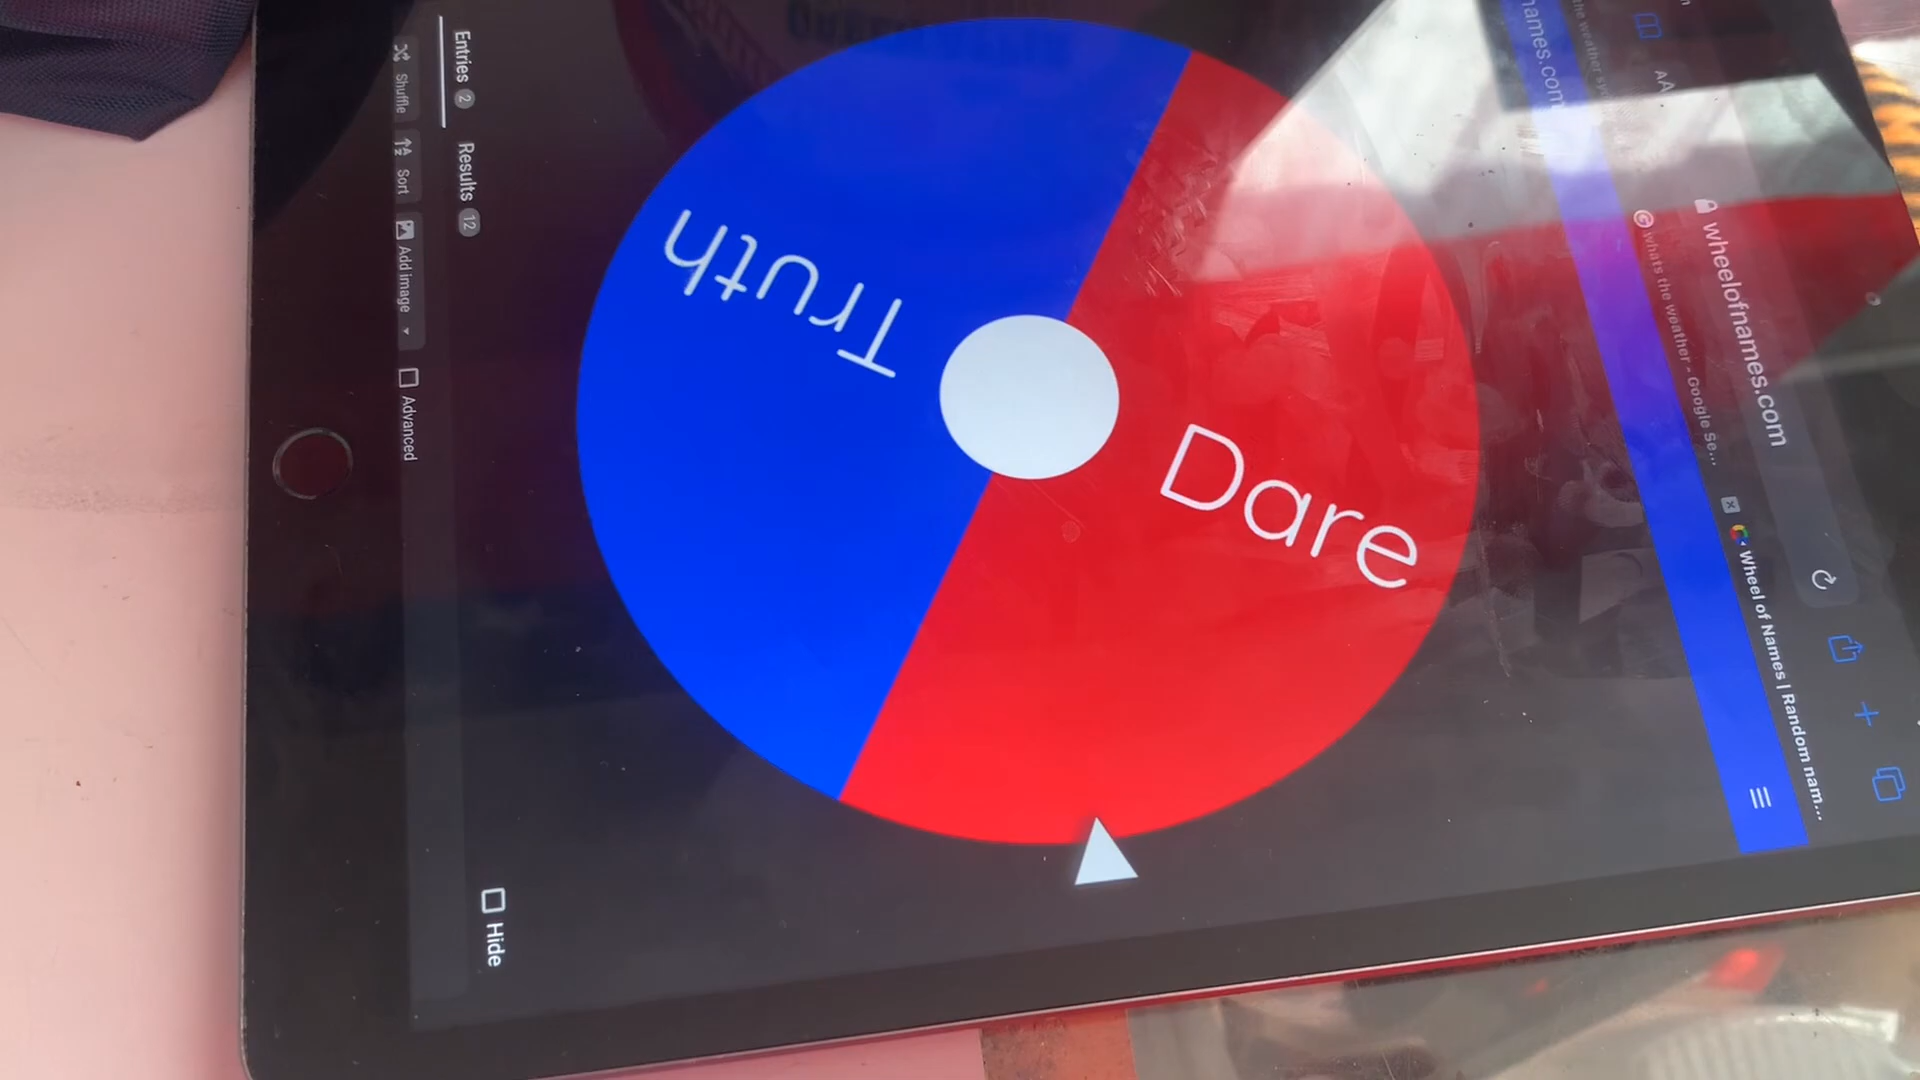 AA
wheelofnames.com
whats the weather - Google Se...
Wheel of Names | Random nam...
names.com
Truth
Dare
Entries 2
Results 12
Shuffle
Sort
Add image
Advanced
Hide